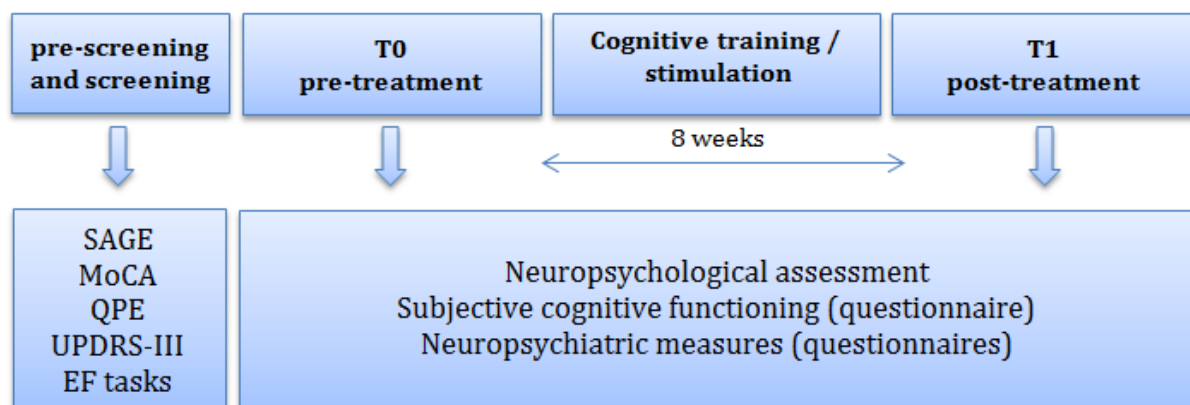 pre-screening
and screening
T0
pre-treatment
Cognitive training /
stimulation
T1
post-treatment
8 weeks
SAGE
MoCA
QPE
UPDRS-III
EF tasks
Neuropsychological assessment
Subjective cognitive functioning (questionnaire)
Neuropsychiatric measures (questionnaires)